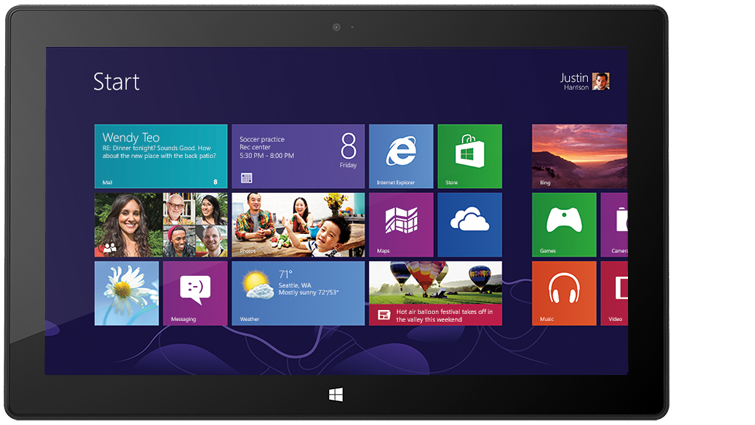 Start
Justin
Harrison
Wendy Teo
RE: Dinner tonight? Sounds Good. How
about the new place with the back patio?
Mail
8
Soccer practice
Rec center
5:30 PM - 8:00 PM
8
Friday
Internet Explorer
Store
Bing
Photos
Maps
Games
Camera
Messaging
71°
Seattle, WA
Mostly sunny 72°/53°
Weather
Hot air balloon festival takes off in
the valley this weekend
Music
Video